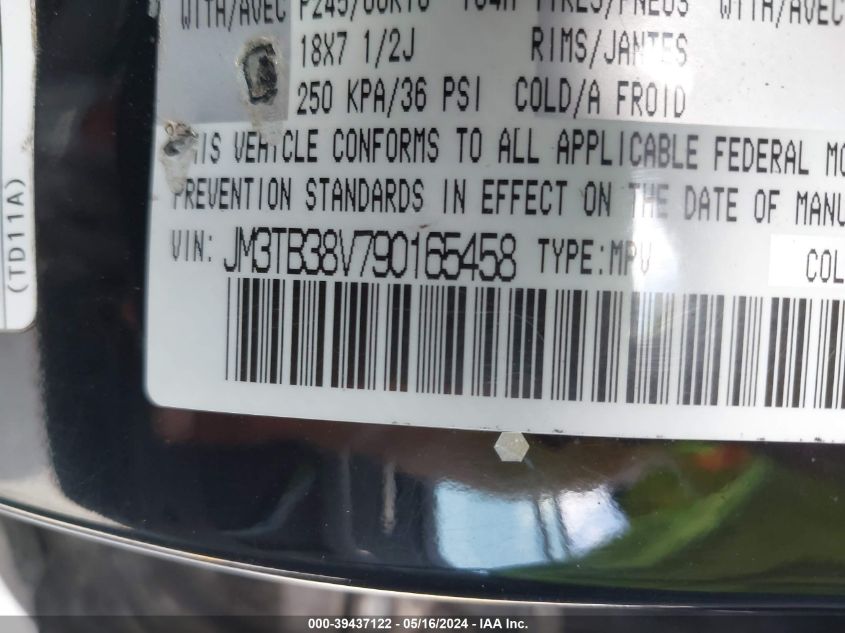 WITH/AVEC P245/60R18 104H TIRES/PNEUS WITH/AVEC
18X7 1/2J RIMS/JANTES
250 KPA/36 PSI COLD/A FROID
THIS VEHICLE CONFORMS TO ALL APPLICABLE FEDERAL MO
PREVENTION STANDARDS IN EFFECT ON THE DATE OF MANU
VIN: JM3TB38V790165458 TYPE:MPV COL
(TD11A)
000-39437122 - 05/16/2024 - IAA Inc.